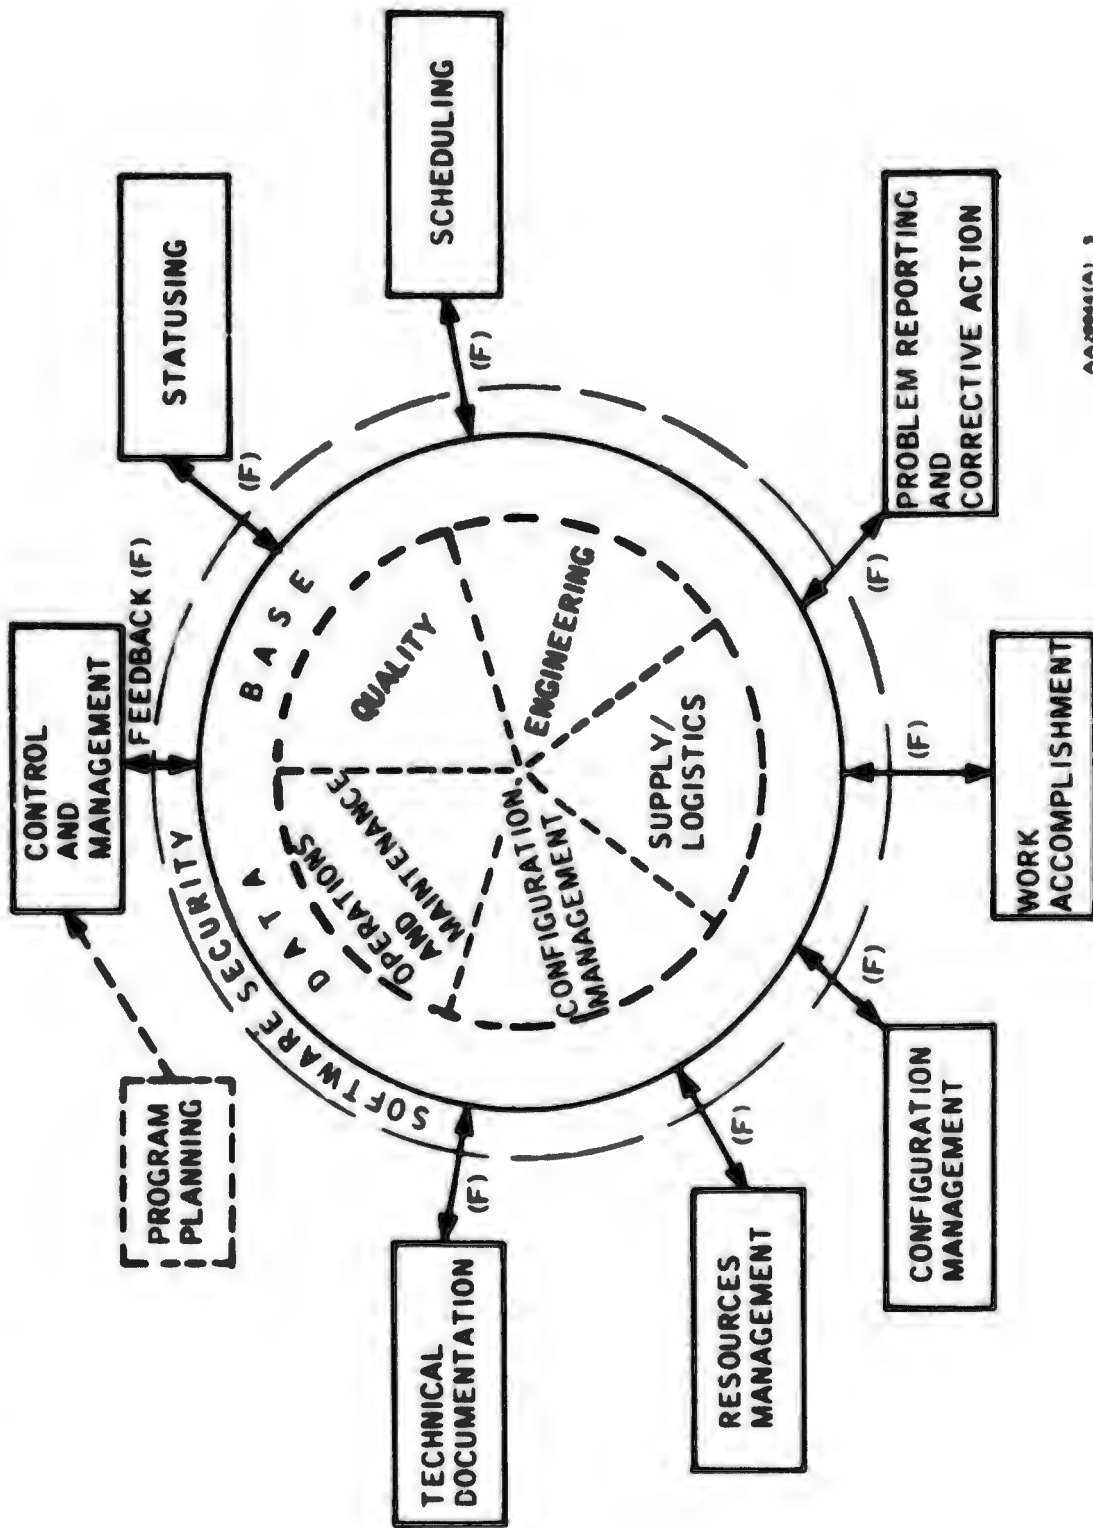 CONTROL
AND
MANAGEMENT
FEEDBACK (F)
PROGRAM
PLANNING
STATUSING
(F)
SCHEDULING
(F)
SOFTWARE SECURITY
DATA BASE
QUALITY
OPERATIONS
AND
MAINTENANCE
ENGINEERING
CONFIGURATION
MANAGEMENT
SUPPLY/
LOGISTICS
TECHNICAL
DOCUMENTATION
(F)
RESOURCES
MANAGEMENT
(F)
CONFIGURATION
MANAGEMENT
(F)
WORK
ACCOMPLISHMENT
(F)
PROBLEM REPORTING
AND
CORRECTIVE ACTION
(F)